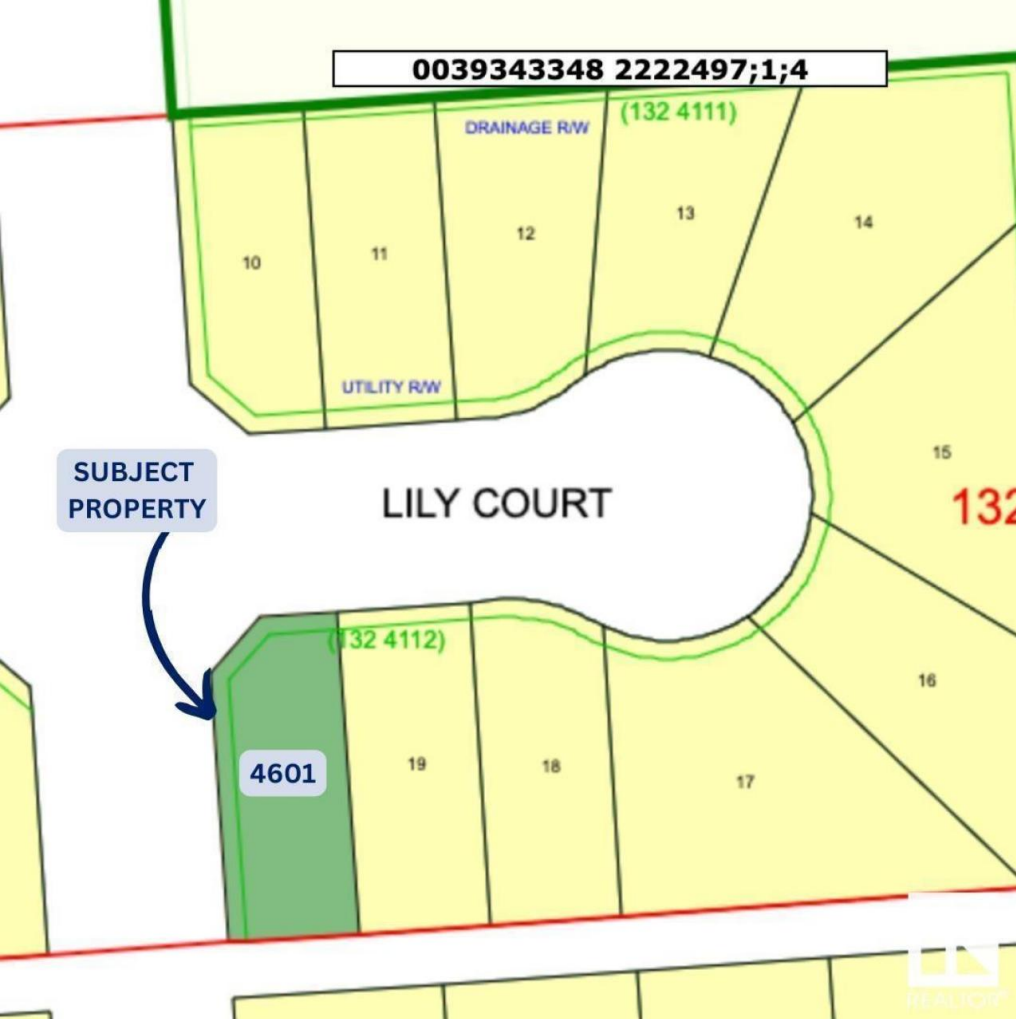 0039343348 2222497;1;4
(132 4111)
DRAINAGE R/W
13
14
12
11
10
UTILITY R/W
15
SUBJECT
PROPERTY
LILY COURT
132
(132 4112)
16
4601
19
18
17
REALTOR